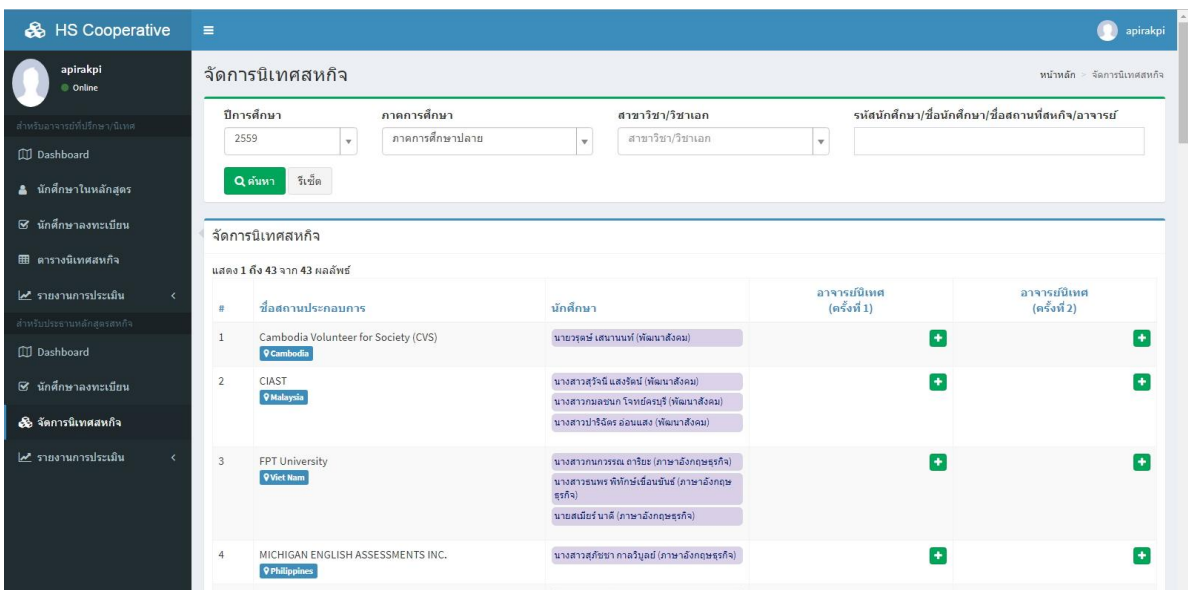 HS Cooperative
apirakpi
apirakpi
Online
สำหรับอาจารย์ที่ปรึกษา/นิเทศ
Dashboard
นักศึกษาในหลักสูตร
นักศึกษาลงทะเบียน
ตารางนิเทศสหกิจ
รายงานการประเมิน
สำหรับประธานหลักสูตรสหกิจ
Dashboard
นักศึกษาลงทะเบียน
จัดการนิเทศสหกิจ
รายงานการประเมิน
จัดการนิเทศสหกิจ
หน้าหลัก > จัดการนิเทศสหกิจ
ปีการศึกษา
2559
ภาคการศึกษา
ภาคการศึกษาปลาย
สาขาวิชา/วิชาเอก
สาขาวิชา/วิชาเอก
รหัสนักศึกษา/ชื่อนักศึกษา/ชื่อสถานที่สหกิจ/อาจารย์
ค้นหา รีเซ็ต
จัดการนิเทศสหกิจ
แสดง 1 ถึง 43 จาก 43 ผลลัพธ์
# ชื่อสถานประกอบการ นักศึกษา อาจารย์นิเทศ (ครั้งที่ 1) อาจารย์นิเทศ (ครั้งที่ 2)
1 Cambodia Volunteer for Society (CVS)
Cambodia
นายวรุตษ์ เสนานนท์ (พัฒนาสังคม)
2 CIAST
Malaysia
นางสาวสุวัจนี แสงรัตน์ (พัฒนาสังคม)
นางสาวกมลชนก โจทย์ครบุรี (พัฒนาสังคม)
นางสาวปาริฉัตร อ่อนแสง (พัฒนาสังคม)
3 FPT University
Viet Nam
นางสาวกนกวรรณ ดาริยะ (ภาษาอังกฤษธุรกิจ)
นางสาวธนพร พิทักษ์เขื่อนขันธ์ (ภาษาอังกฤษ
ธุรกิจ)
นายสเมียร์ นาดี (ภาษาอังกฤษธุรกิจ)
4 MICHIGAN ENGLISH ASSESSMENTS INC.
Philippines
นางสาวสุภัชชา กาลวิบูลย์ (ภาษาอังกฤษธุรกิจ)